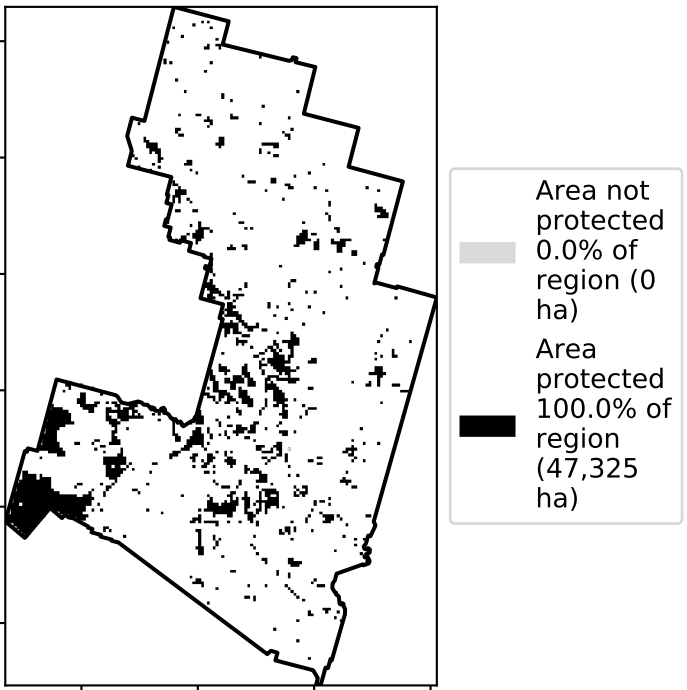 Area not
protected
0.0% of
region (0
ha)
Area
protected
100.0% of
region
(47,325
ha)